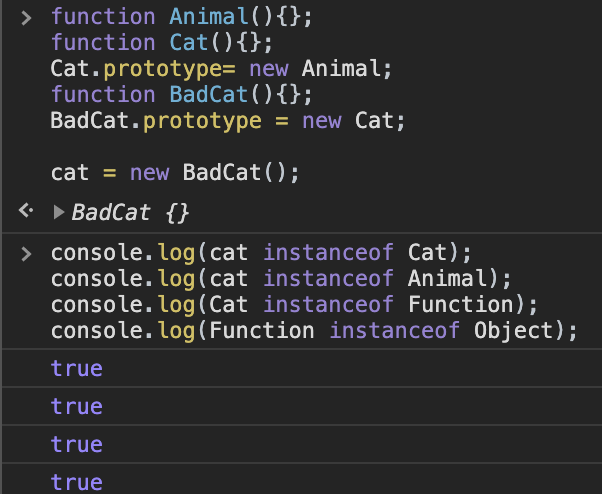 function Animal(){};
function Cat(){};
Cat.prototype= new Animal;
function BadCat(){};
BadCat.prototype = new Cat;
cat = new BadCat();
BadCat {}
console.log(cat instanceof Cat);
console.log(cat instanceof Animal);
console.log(Cat instanceof Function);
console.log(Function instanceof Object);
true
true
true
true